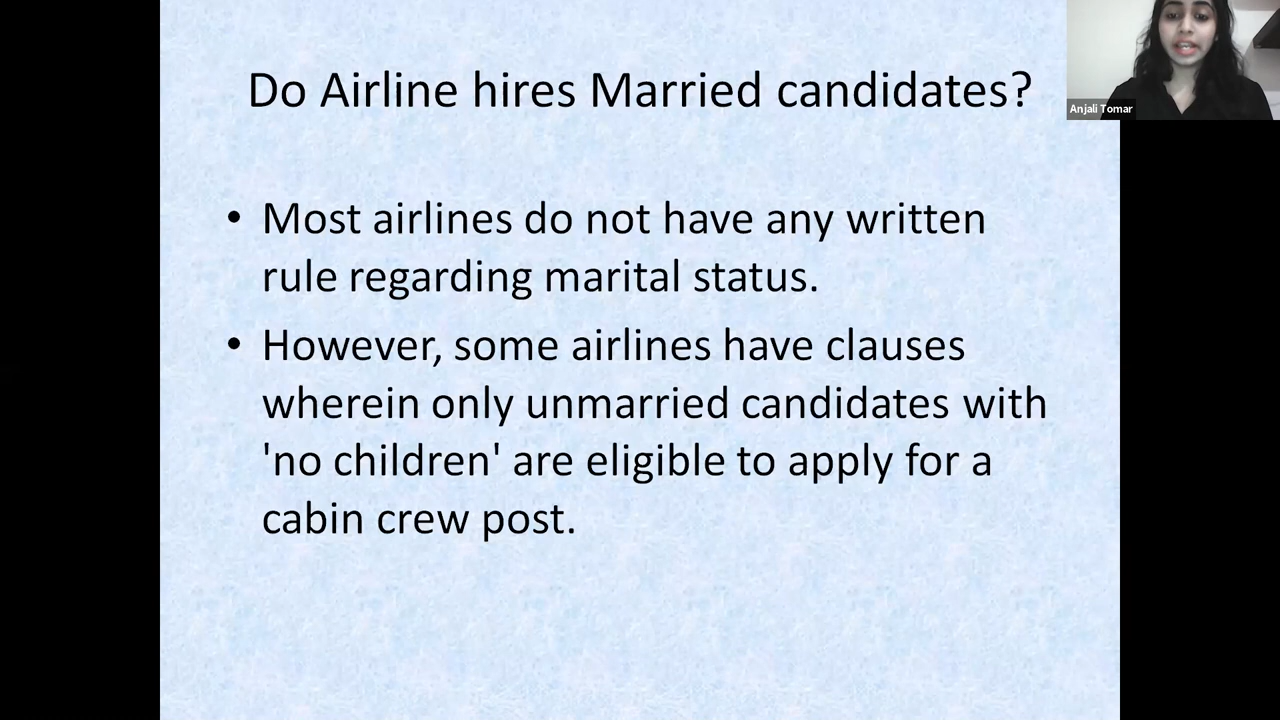 Do Airline hires Married candidates?
Anjali Tomar
• Most airlines do not have any written
rule regarding marital status.
• However, some airlines have clauses
wherein only unmarried candidates with
'no children' are eligible to apply for a
cabin crew post.